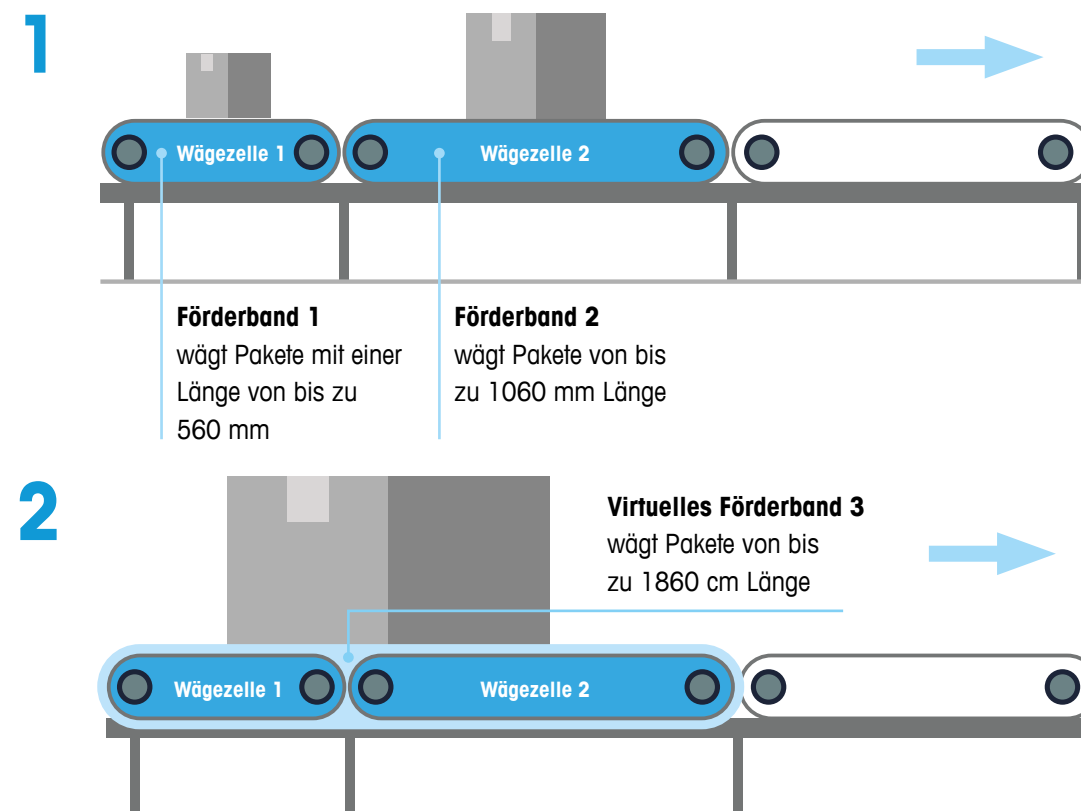 1
Wägezelle 1
Wägezelle 2
Förderband 1
wägt Pakete mit einer
Länge von bis zu
560 mm
Förderband 2
wägt Pakete von bis
zu 1060 mm Länge
2
Virtuelles Förderband 3
wägt Pakete von bis
zu 1860 cm Länge
Wägezelle 1
Wägezelle 2